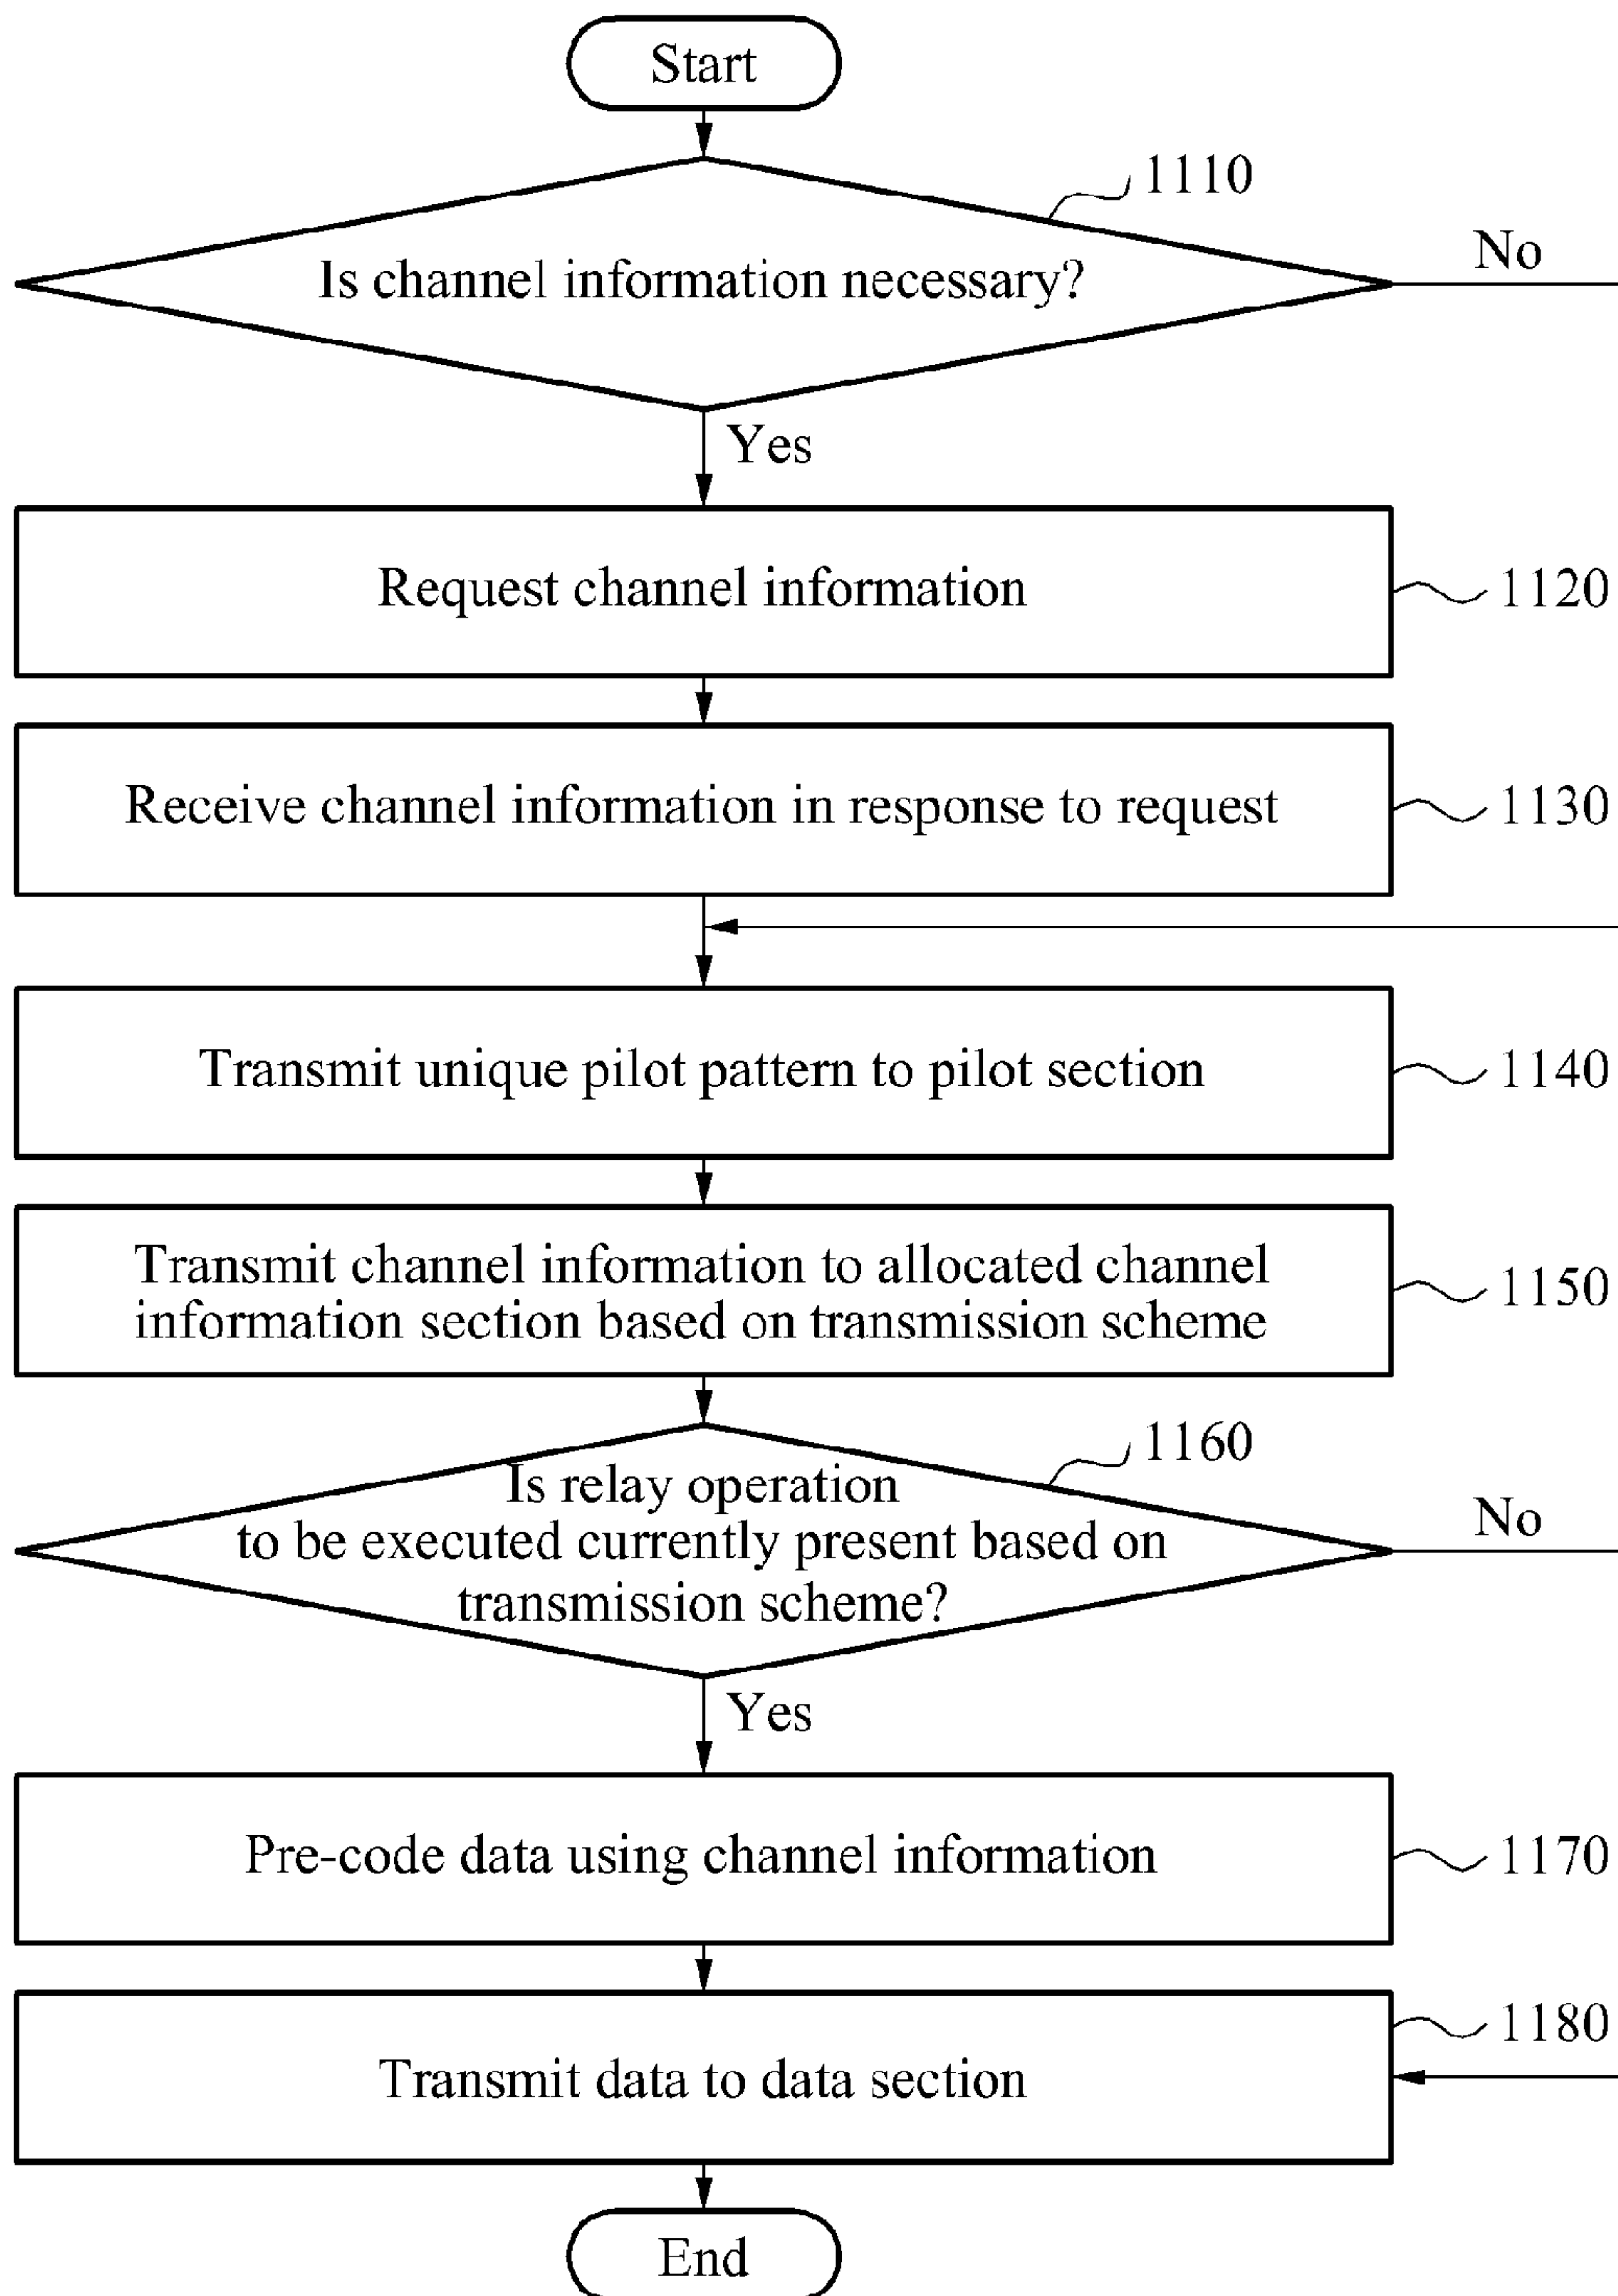 Start
1110
Is channel information necessary?
No
Yes
Request channel information
1120
Receive channel information in response to request
1130
Transmit unique pilot pattern to pilot section
1140
Transmit channel information to allocated channel
information section based on transmission scheme
1150
1160
Is relay operation
to be executed currently present based on
transmission scheme?
No
Yes
Pre-code data using channel information
1170
1180
Transmit data to data section
End